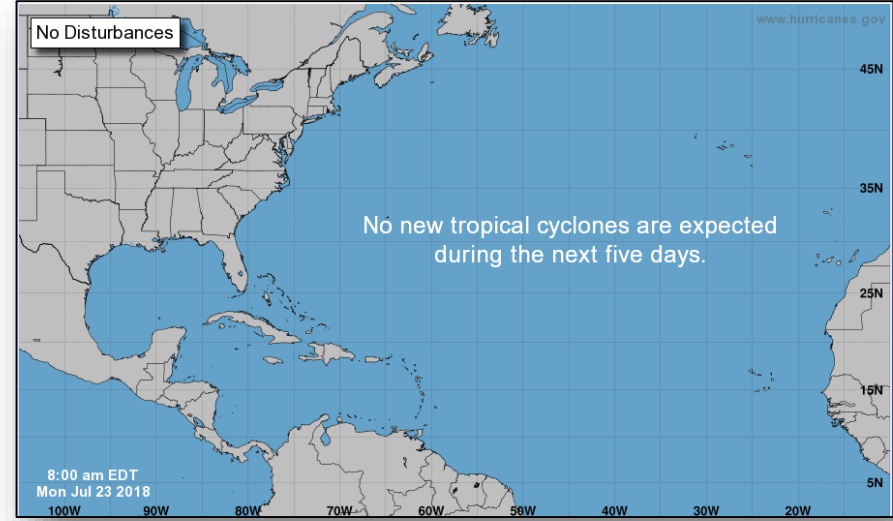 No Disturbances
www.hurricanes.gov
45N
35N
No new tropical cyclones are expected
during the next five days.
25N
15N
5N
8:00 am EDT
Mon Jul 23 2018
100W 90W 80W 70W 60W 50W 40W 30W 20W